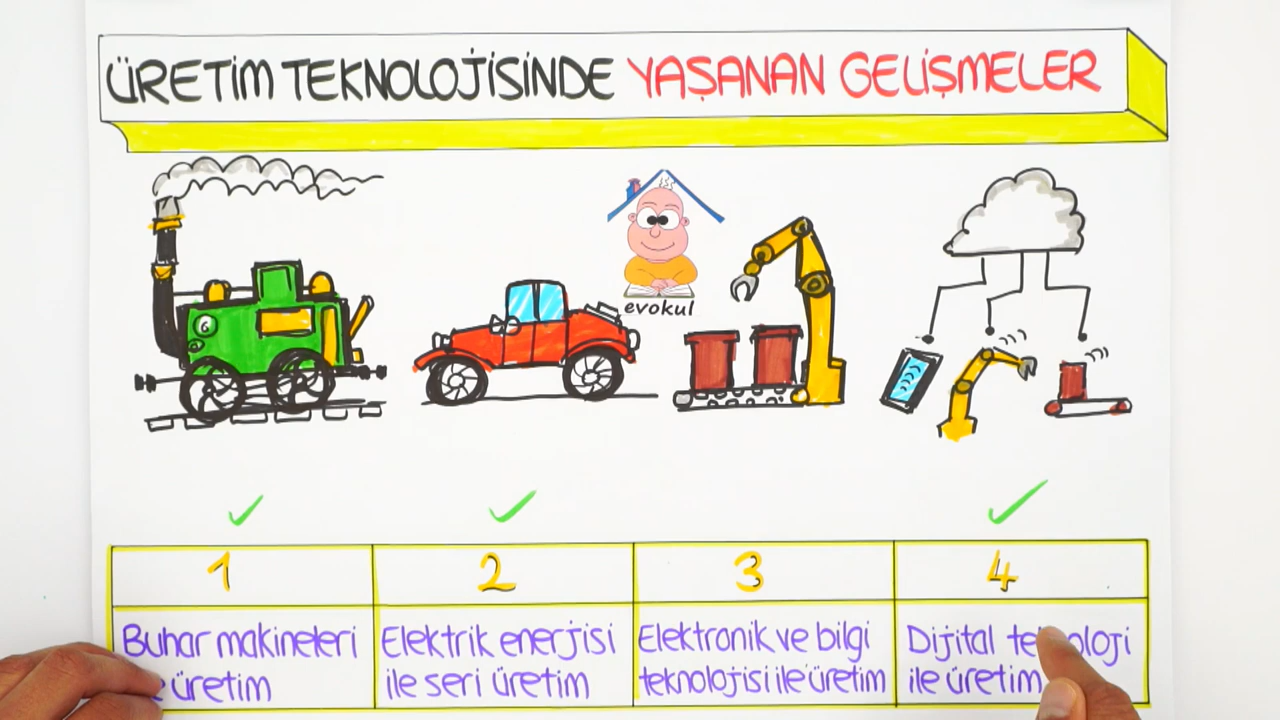 ÜRETİM TEKNOLOJİSİNDE YAŞANAN GELİŞMELER
evokul
6
1
2
3
4
Buhar makineleri
üretim
Elektrik enerjisi
ile seri üretim
Elektronik ve bilgi
teknolojisi ile üretim
Dijital teknoloji
ile üretim